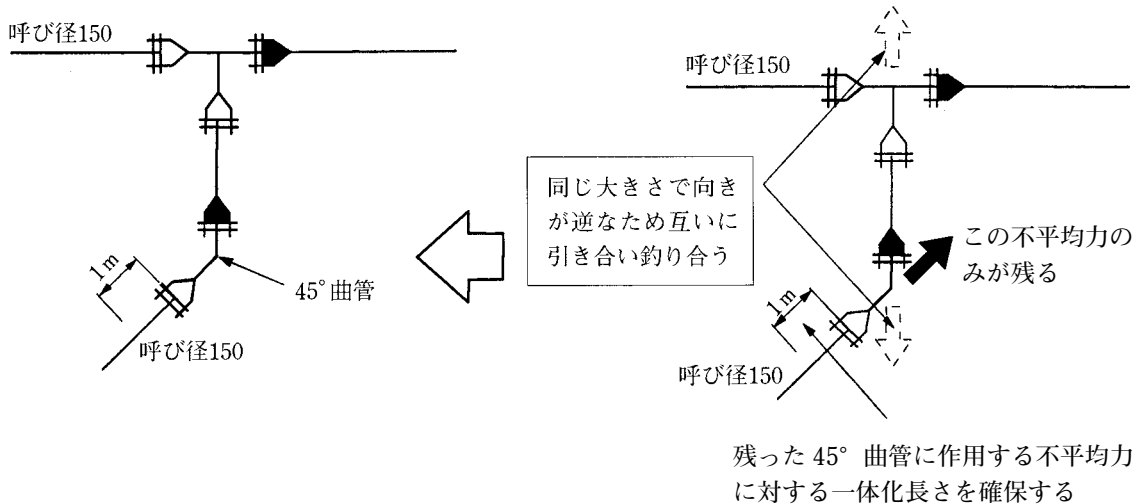 呼び径150
1m
45°曲管
呼び径150
同じ大きさで向き
が逆なため互いに
引き合い釣り合う
呼び径150
この不平均力の
みが残る
1m
呼び径150
残った 45° 曲管に作用する不平均力
に対する一体化長さを確保する